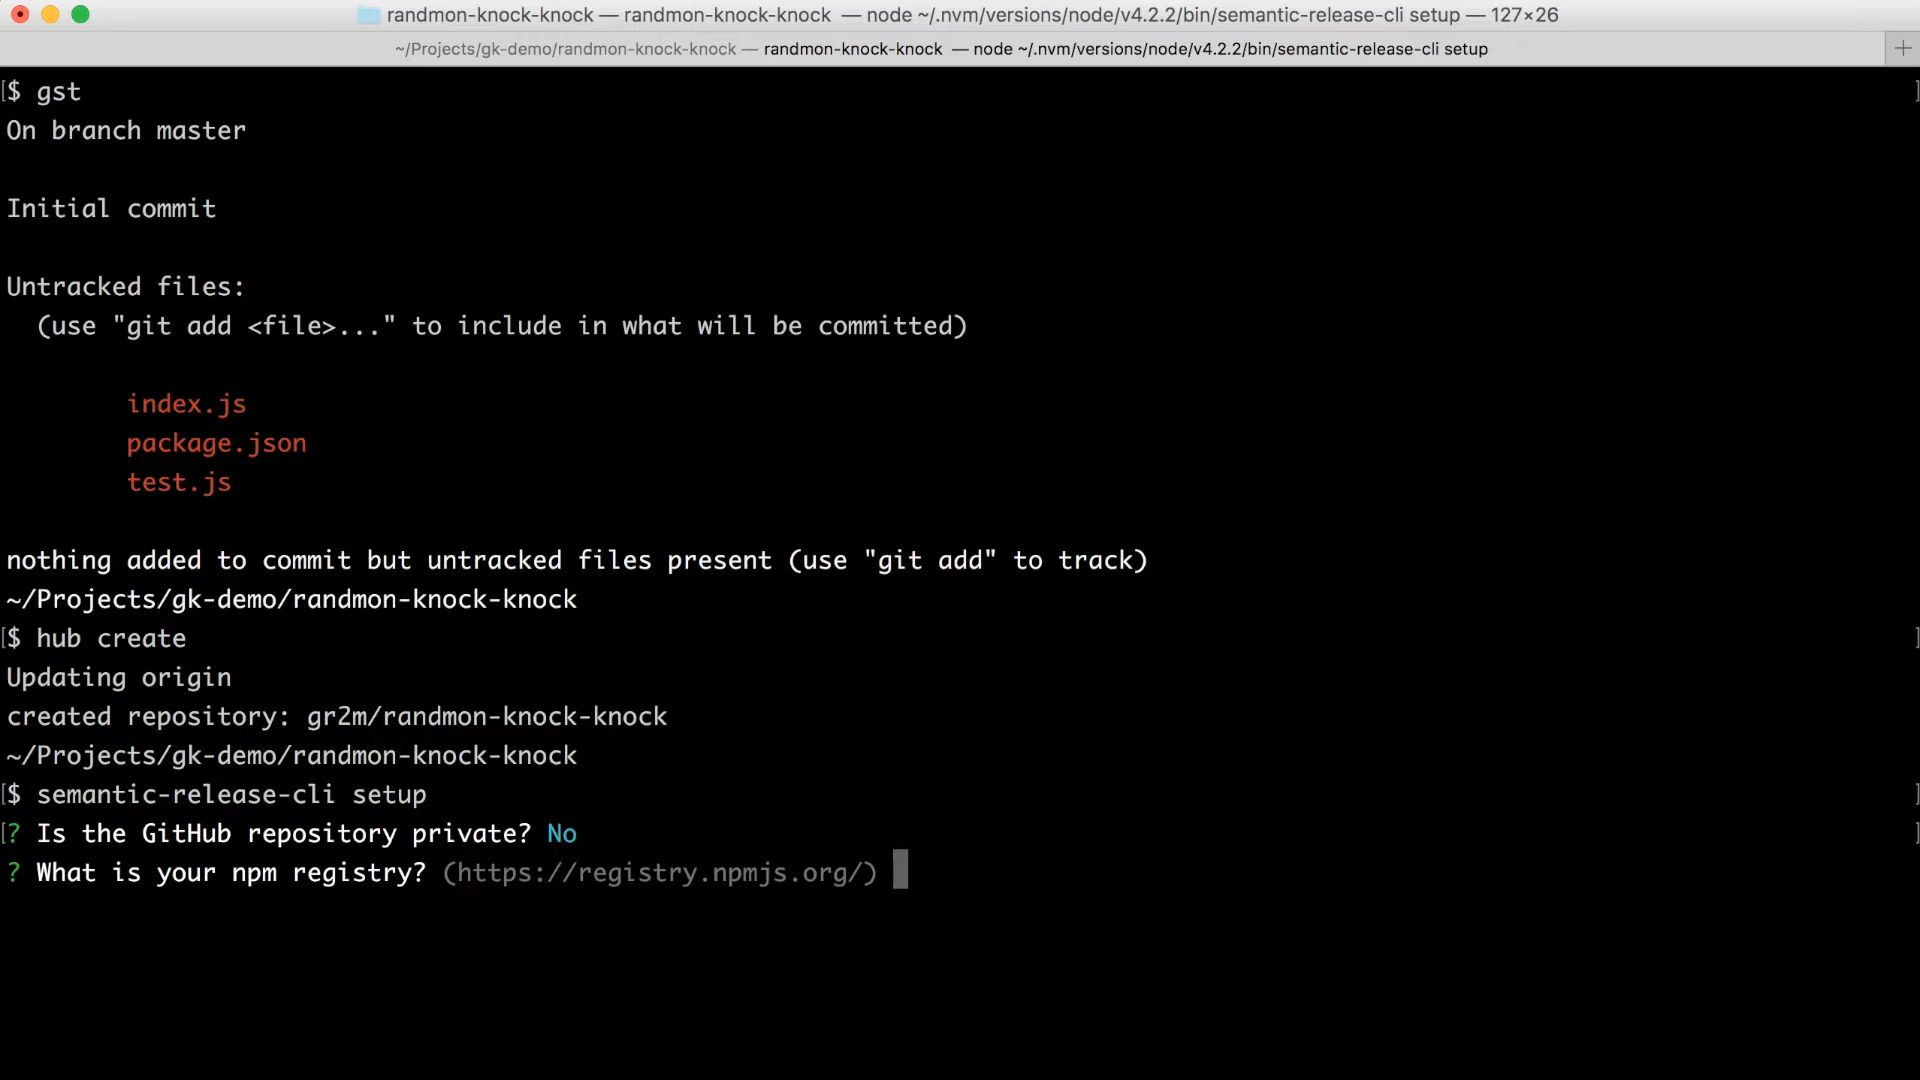 randmon-knock-knock — randmon-knock-knock — node ~/.nvm/versions/node/v4.2.2/bin/semantic-release-cli setup — 127×26
~/Projects/gk-demo/randmon-knock-knock — randmon-knock-knock — node ~/.nvm/versions/node/v4.2.2/bin/semantic-release-cli setup +
[$ gst ]
On branch master
Initial commit
Untracked files:
(use "git add <file>..." to include in what will be committed)
index.js
package.json
test.js
nothing added to commit but untracked files present (use "git add" to track)
~/Projects/gk-demo/randmon-knock-knock
[$ hub create ]
Updating origin
created repository: gr2m/randmon-knock-knock
~/Projects/gk-demo/randmon-knock-knock
[$ semantic-release-cli setup ]
[? Is the GitHub repository private? No ]
? What is your npm registry? (https://registry.npmjs.org/)